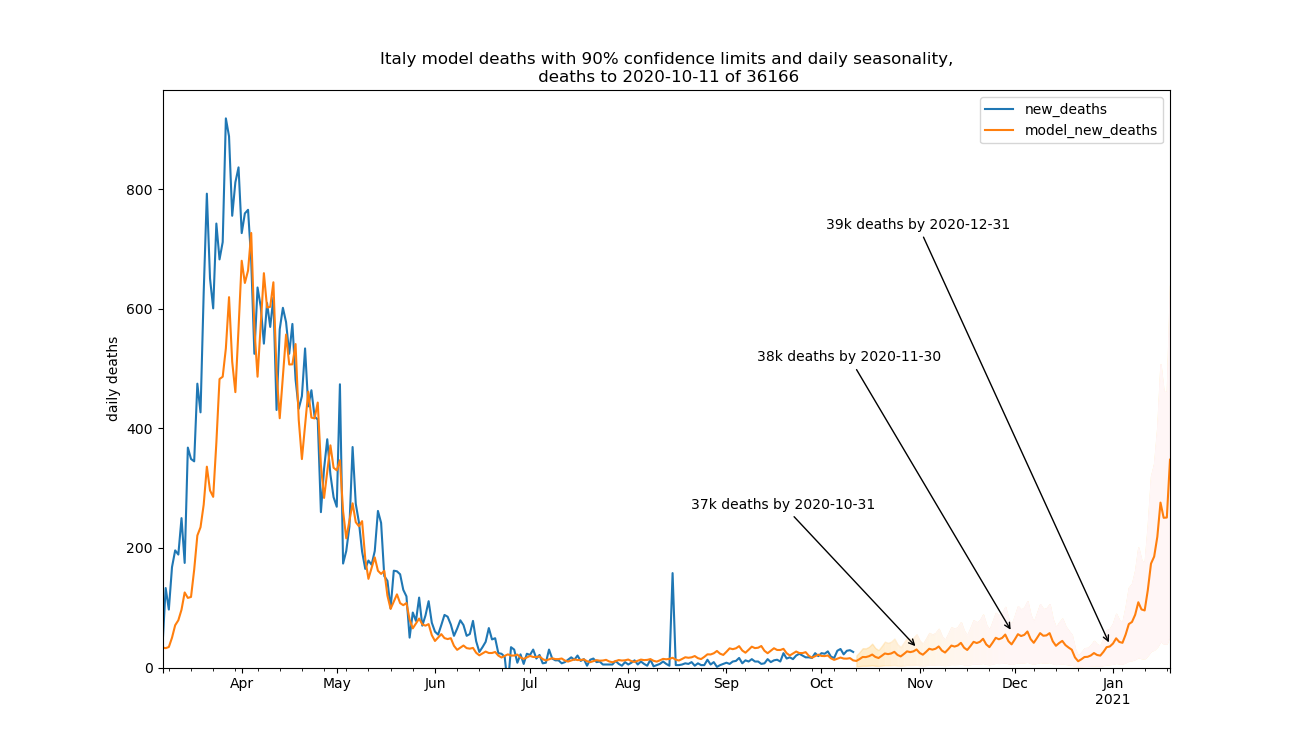 Italy model deaths with 90% confidence limits and daily seasonality,
deaths to 2020-10-11 of 36166
new_deaths
model_new_deaths
39k deaths by 2020-12-31
38k deaths by 2020-11-30
37k deaths by 2020-10-31
daily deaths
800
600
400
200
0
Apr May Jun Jul Aug Sep Oct Nov Dec Jan
2021